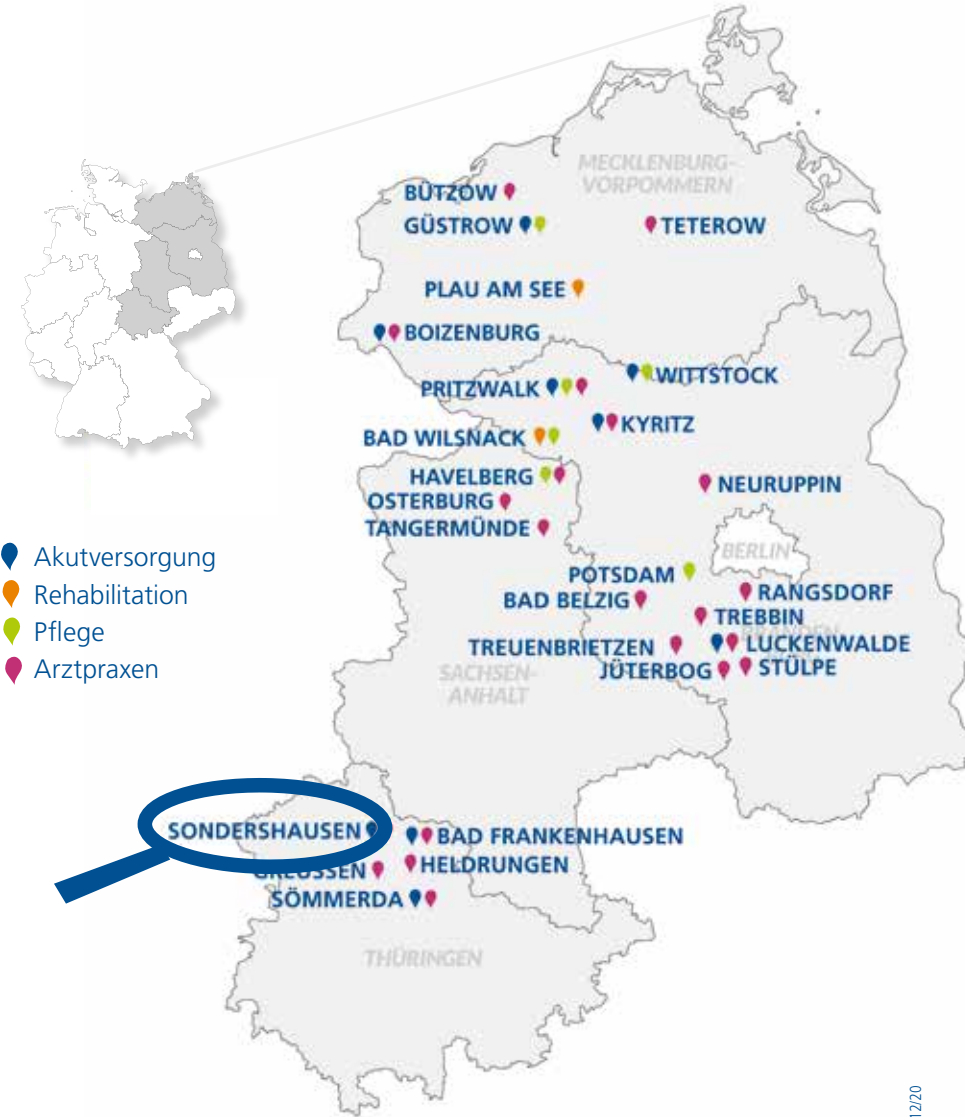 MECKLENBURG-
VORPOMMERN
BÜTZOW
GÜSTROW
TETEROW
PLAU AM SEE
BOIZENBURG
WITTSTOCK
PRITZWALK
KYRITZ
BAD WILSNACK
HAVELBERG
NEURUPPIN
OSTERBURG
TANGERMÜNDE
BERLIN
Akutversorgung
Rehabilitation
Pflege
Arztpraxen
POTSDAM
RANGSDORF
BAD BELZIG
TREBBIN
TREUENBRIETZEN
LUCKENWALDE
JÜTERBOG
STÜLPE
SACHSEN-
ANHALT
SONDERSHAUSEN
BAD FRANKENHAUSEN
HELDRUNGEN
GREUSSEN
SÖMMERDA
THÜRINGEN
12/20